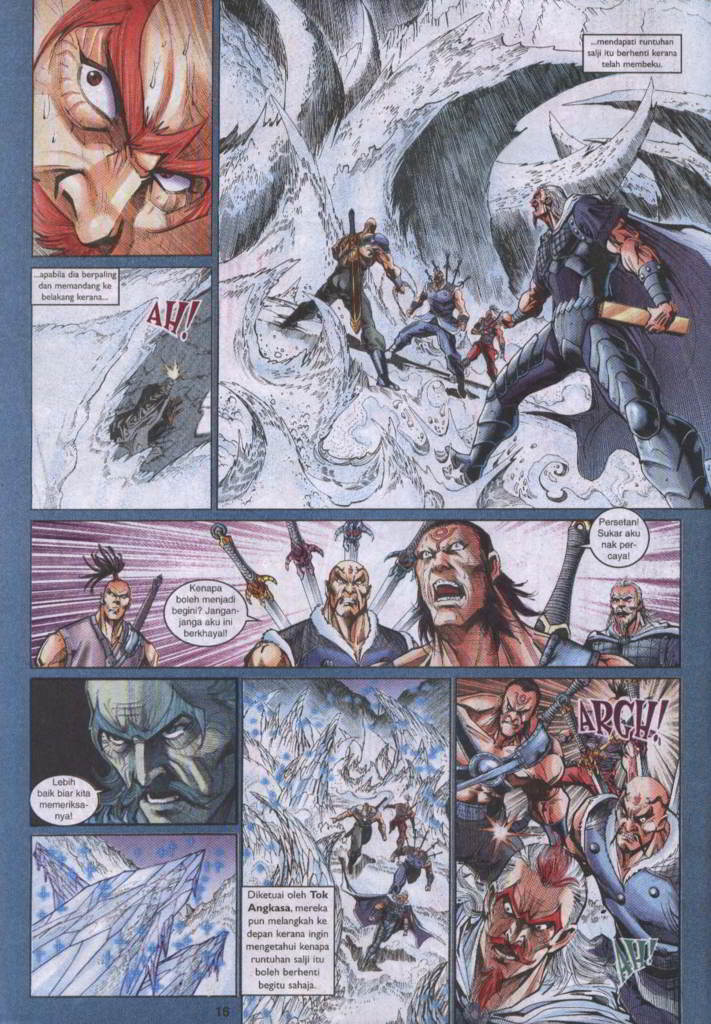 ...apabila dia berpaling
dan memandang ke
belakang kerana...
AH!
...mendapati runtuhan
salji itu berhenti kerana
telah membeku.
Kenapa
boleh menjadi
begini? Jangan-
janga aku ini
berkhayal!
Persetan!
Sukar aku
nak per-
caya!
Lebih
baik biar kita
memeriksa-
nya!
Diketuai oleh Tok
Angkasa, mereka
pun melangkah ke
depan kerana ingin
mengetahui kenapa
runtuhan salji itu
boleh berhenti
begitu sahaja.
ARGH!
AH!
16